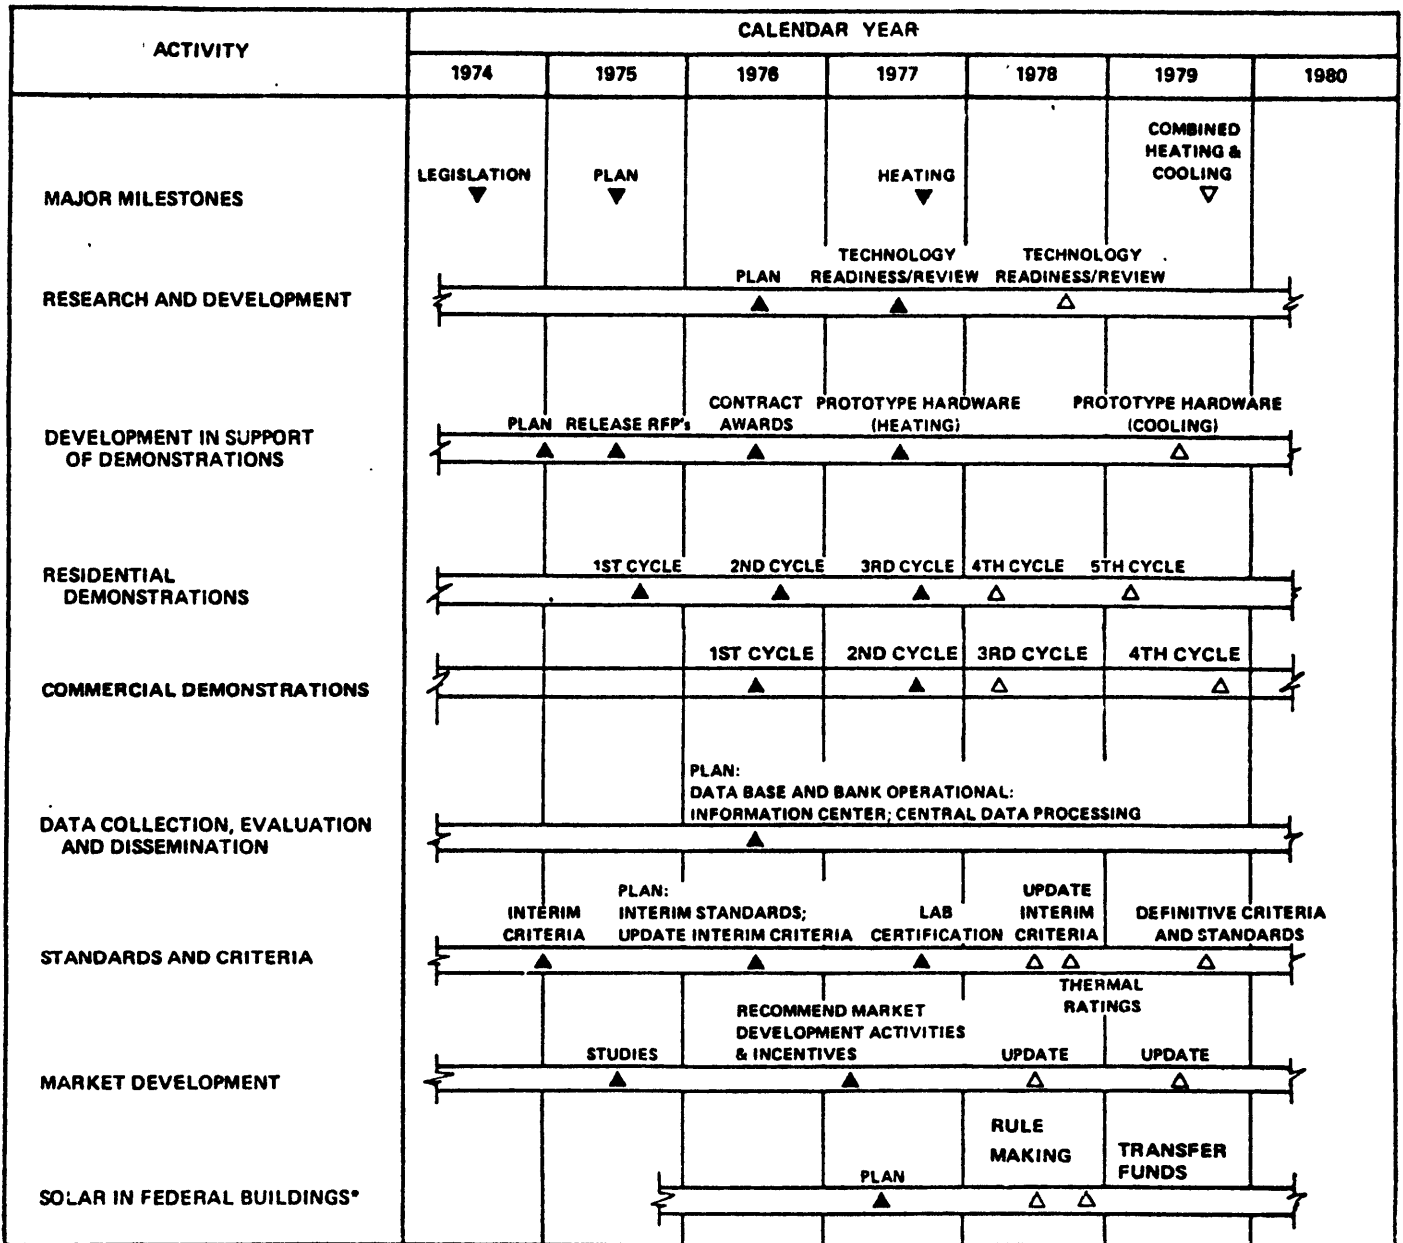 ACTIVITY
CALENDAR YEAR
1974 1975 1976 1977 1978 1979 1980
COMBINED
HEATING &
COOLING
LEGISLATION PLAN HEATING
MAJOR MILESTONES
TECHNOLOGY TECHNOLOGY
PLAN READINESS/REVIEW READINESS/REVIEW
RESEARCH AND DEVELOPMENT
CONTRACT PROTOTYPE HARDWARE PROTOTYPE HARDWARE
PLAN RELEASE RFP's AWARDS (HEATING) (COOLING)
DEVELOPMENT IN SUPPORT
OF DEMONSTRATIONS
1ST CYCLE 2ND CYCLE 3RD CYCLE 4TH CYCLE 5TH CYCLE
RESIDENTIAL
DEMONSTRATIONS
1ST CYCLE 2ND CYCLE 3RD CYCLE 4TH CYCLE
COMMERCIAL DEMONSTRATIONS
PLAN:
DATA BASE AND BANK OPERATIONAL:
INFORMATION CENTER; CENTRAL DATA PROCESSING
DATA COLLECTION, EVALUATION
AND DISSEMINATION
PLAN: UPDATE
INTERIM INTERIM STANDARDS; LAB INTERIM DEFINITIVE CRITERIA
CRITERIA UPDATE INTERIM CRITERIA CERTIFICATION CRITERIA AND STANDARDS
STANDARDS AND CRITERIA
THERMAL
RATINGS
RECOMMEND MARKET
DEVELOPMENT ACTIVITIES
STUDIES & INCENTIVES UPDATE UPDATE
MARKET DEVELOPMENT
RULE
MAKING TRANSFER
PLAN FUNDS
SOLAR IN FEDERAL BUILDINGS*